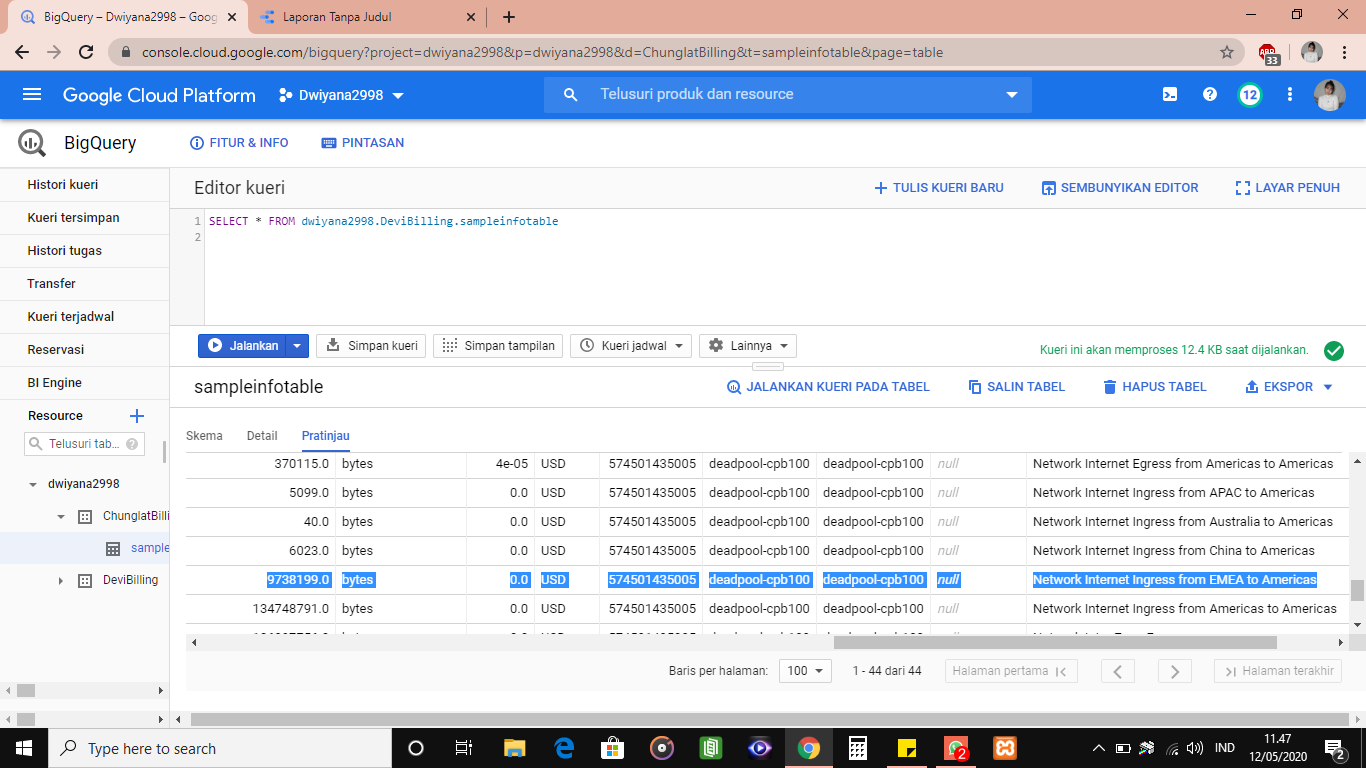 BigQuery – Dwiyana2998 – Goog
Laporan Tanpa Judul
console.cloud.google.com/bigquery?project=dwiyana2998&p=dwiyana2998&d=ChunglatBilling&t=sampleinfotable&page=table
ABP
33
Google Cloud Platform
Dwiyana2998
Telusuri produk dan resource
12
BigQuery
FITUR & INFO
PINTASAN
Histori kueri
Kueri tersimpan
Histori tugas
Transfer
Kueri terjadwal
Reservasi
BI Engine
Resource
Telusuri tab...
dwiyana2998
ChunglatBilli
sample
DeviBilling
Editor kueri
TULIS KUERI BARU
SEMBUNYIKAN EDITOR
LAYAR PENUH
1 SELECT * FROM dwiyana2998.DeviBilling.sampleinfotable
2
Jalankan
Simpan kueri
Simpan tampilan
Kueri jadwal
Lainnya
Kueri ini akan memproses 12.4 KB saat dijalankan.
sampleinfotable
JALANKAN KUERI PADA TABEL
SALIN TABEL
HAPUS TABEL
EKSPOR
Skema Detail Pratinjau
370115.0 bytes 4e-05 USD 574501435005 deadpool-cpb100 deadpool-cpb100 null Network Internet Egress from Americas to Americas
5099.0 bytes 0.0 USD 574501435005 deadpool-cpb100 deadpool-cpb100 null Network Internet Ingress from APAC to Americas
40.0 bytes 0.0 USD 574501435005 deadpool-cpb100 deadpool-cpb100 null Network Internet Ingress from Australia to Americas
6023.0 bytes 0.0 USD 574501435005 deadpool-cpb100 deadpool-cpb100 null Network Internet Ingress from China to Americas
9738199.0 bytes 0.0 USD 574501435005 deadpool-cpb100 deadpool-cpb100 null Network Internet Ingress from EMEA to Americas
134748791.0 bytes 0.0 USD 574501435005 deadpool-cpb100 deadpool-cpb100 null Network Internet Ingress from Americas to Americas
Baris per halaman: 100 1 - 44 dari 44 Halaman pertama Halaman terakhir
Type here to search
2
IND
11.47
12/05/2020
2